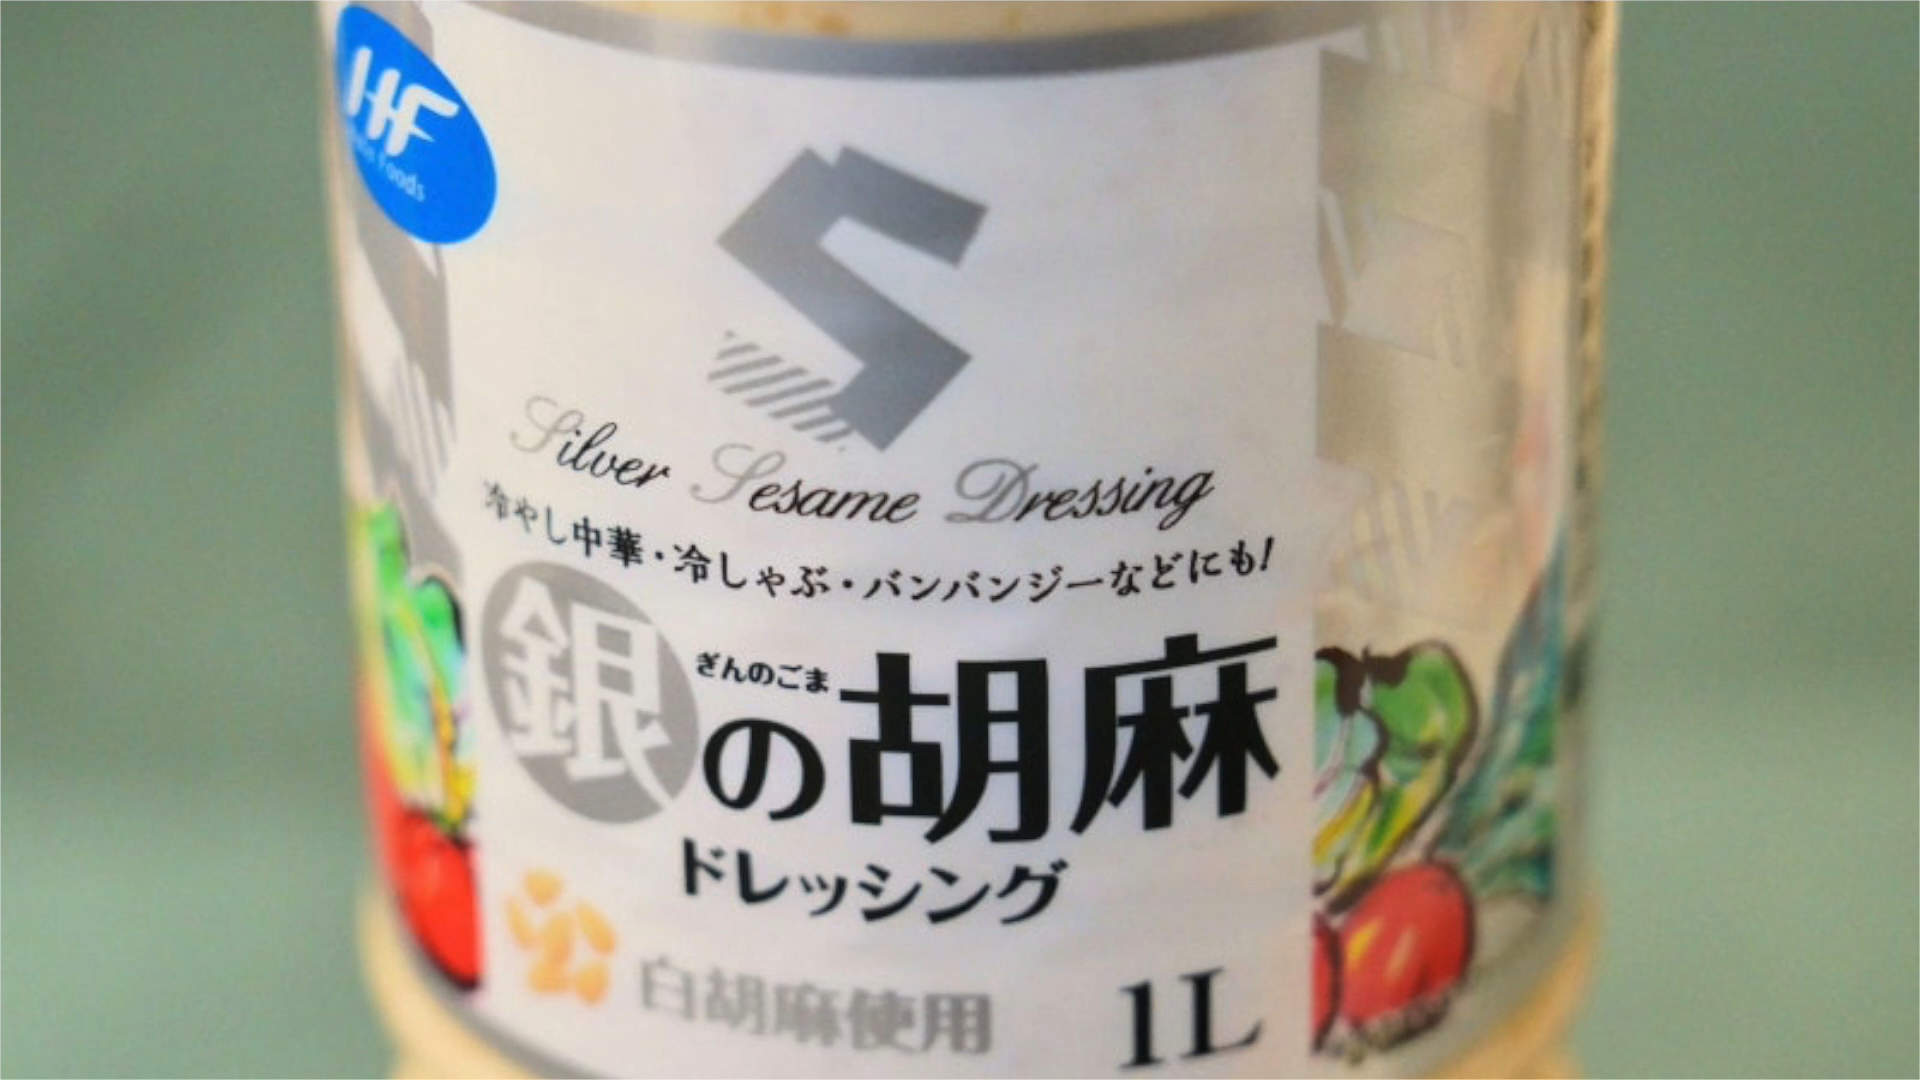 HF
Foods
S
Silver Sesame Dressing
冷やし中華・冷しゃぶ・バンバンジーなどにも!
ぎんのごま
銀の胡麻
ドレッシング
白胡麻使用
1L